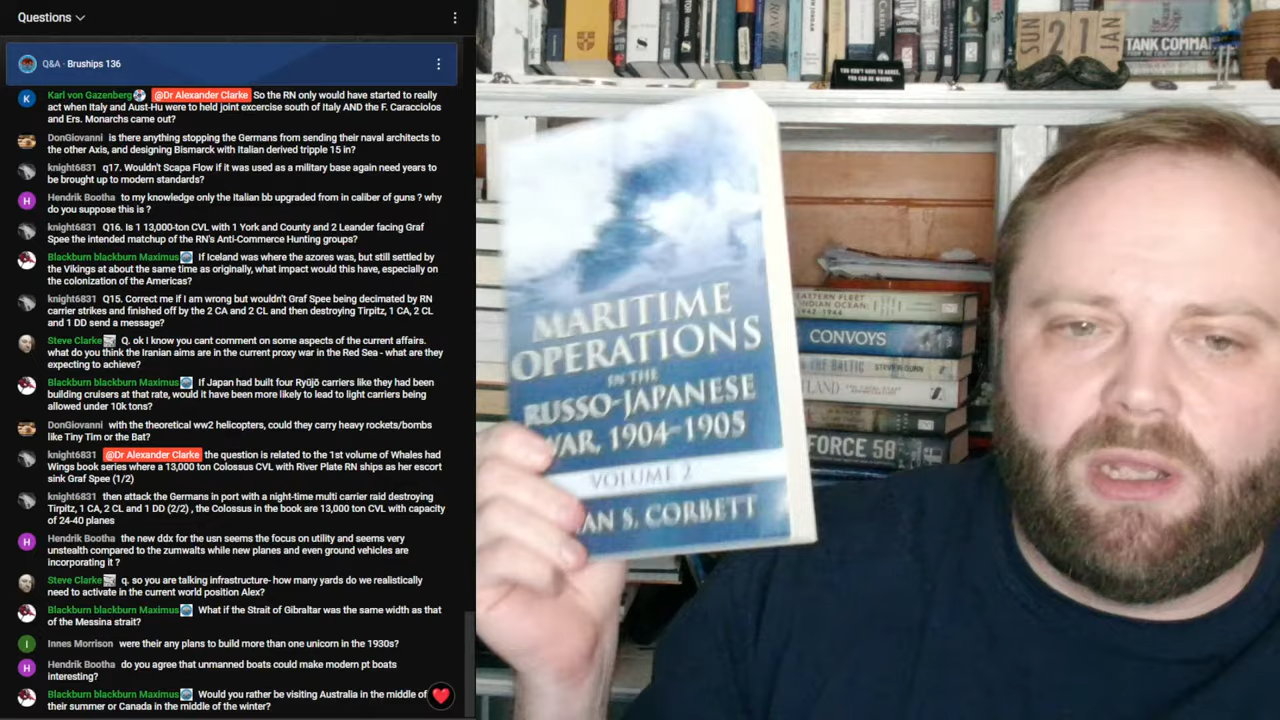 Questions
Q&A · Bruships 136
Karl von Gazenberg @Dr Alexander Clarke So the RN only would have started to really
act when Italy and Aust-Hu were to held joint excercise south of Italy AND the F. Caracciolos
and Ers. Monarchs came out?
DonGiovanni is there anything stopping the Germans from sending their naval architects to
the other Axis, and designing Bismarck with Italian derived tripple 15 in?
knight6831 q17. Wouldn't Scapa Flow if it was used as a military base again need years to
be brought up to modern standards?
Hendrik Bootha to my knowledge only the Italian bb upgraded from in caliber of guns ? why
do you suppose this is ?
knight6831 Q16. Is 1 13,000-ton CVL with 1 York and County and 2 Leander facing Graf
Spee the intended matchup of the RN's Anti-Commerce Hunting groups?
Blackburn blackburn Maximus If Iceland was where the azores was, but still settled by
the Vikings at about the same time as originally, what impact would this have, especially on
the colonization of the Americas?
knight6831 Q15. Correct me if I am wrong but wouldn't Graf Spee being decimated by RN
carrier strikes and finished off by the 2 CA and 2 CL and then destroying Tirpitz, 1 CA, 2 CL
and 1 DD send a message?
Steve Clarke Q. ok I know you cant comment on some aspects of the current affairs.
what do you think the Iranian aims are in the current proxy war in the Red Sea - what are they
expecting to achieve?
Blackburn blackburn Maximus If Japan had built four Ryūjō carriers like they had been
building cruisers at that rate, would it have been more likely to lead to light carriers being
allowed under 10k tons?
DonGiovanni with the theoretical ww2 helicopters, could they carry heavy rockets/bombs
like Tiny Tim or the Bat?
knight6831 @Dr Alexander Clarke the question is related to the 1st volume of Whales had
Wings book series where a 13,000 ton Colossus CVL with River Plate RN ships as her escort
sink Graf Spee (1/2)
knight6831 then attack the Germans in port with a night-time multi carrier raid destroying
Tirpitz, 1 CA, 2 CL and 1 DD (2/2) , the Colossus in the book are 13,000 ton CVL with capacity
of 24-40 planes
Hendrik Bootha the new ddx for the usn seems the focus on utility and seems very
unstealth compared to the zumwalts while new planes and even ground vehicles are
incorporating it ?
Steve Clarke q. so you are talking infrastructure- how many yards do we realistically
need to activate in the current world position Alex?
Blackburn blackburn Maximus What if the Strait of Gibraltar was the same width as that
of the Messina strait?
Innes Morrison were their any plans to build more than one unicorn in the 1930s?
Hendrik Bootha do you agree that unmanned boats could make modern pt boats
interesting?
Blackburn blackburn Maximus Would you rather be visiting Australia in the middle of
their summer or Canada in the middle of the winter?
MARITIME
OPERATIONS
IN THE
RUSSO-JAPANESE
WAR, 1904-1905
VOLUME 2
AN S. CORBETT
SUN 21 JAN
TANK COMMA
YOU DON'T HAVE TO AGREE,
YOU CAN BE WRONG.
EASTERN FLEET
INDIAN OCEAN
1942-1944
CONVOYS
IN THE BALTIC
FORCE 58